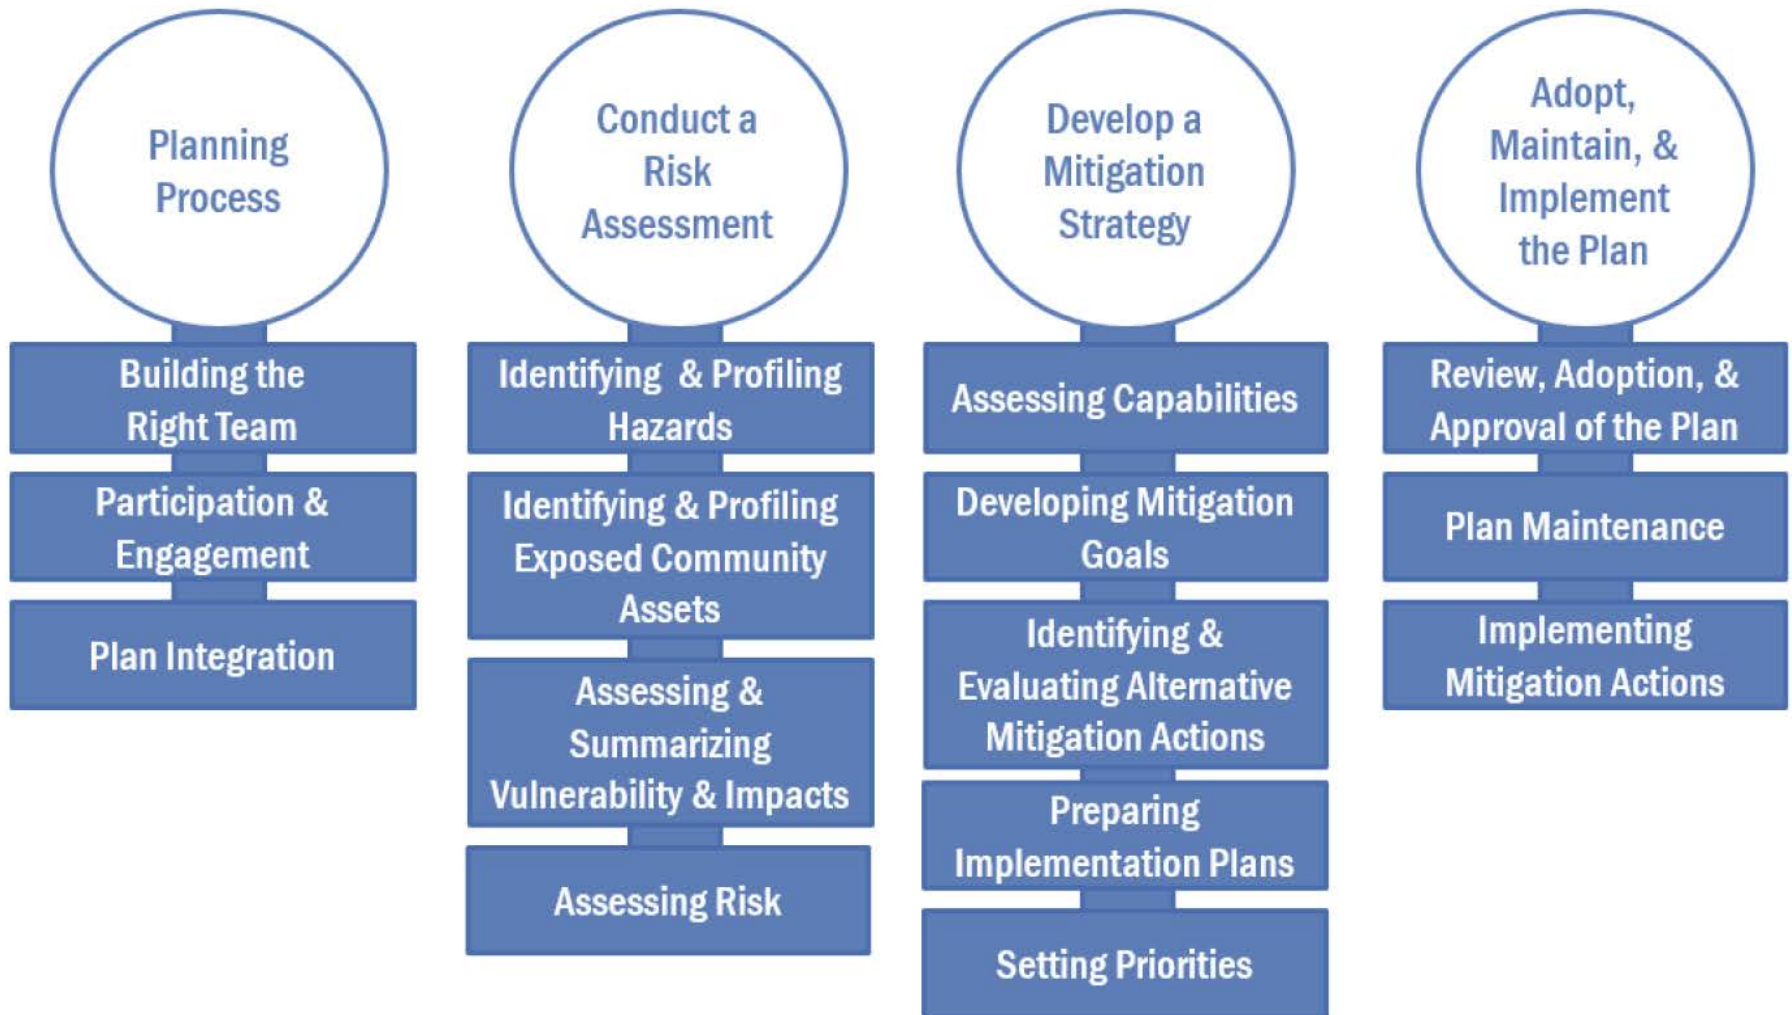 Planning
Process
Building the
Right Team
Participation &
Engagement
Plan Integration
Conduct a
Risk
Assessment
Identifying & Profiling
Hazards
Identifying & Profiling
Exposed Community
Assets
Assessing &
Summarizing
Vulnerability & Impacts
Assessing Risk
Develop a
Mitigation
Strategy
Assessing Capabilities
Developing Mitigation
Goals
Identifying &
Evaluating Alternative
Mitigation Actions
Preparing
Implementation Plans
Setting Priorities
Adopt,
Maintain, &
Implement
the Plan
Review, Adoption, &
Approval of the Plan
Plan Maintenance
Implementing
Mitigation Actions